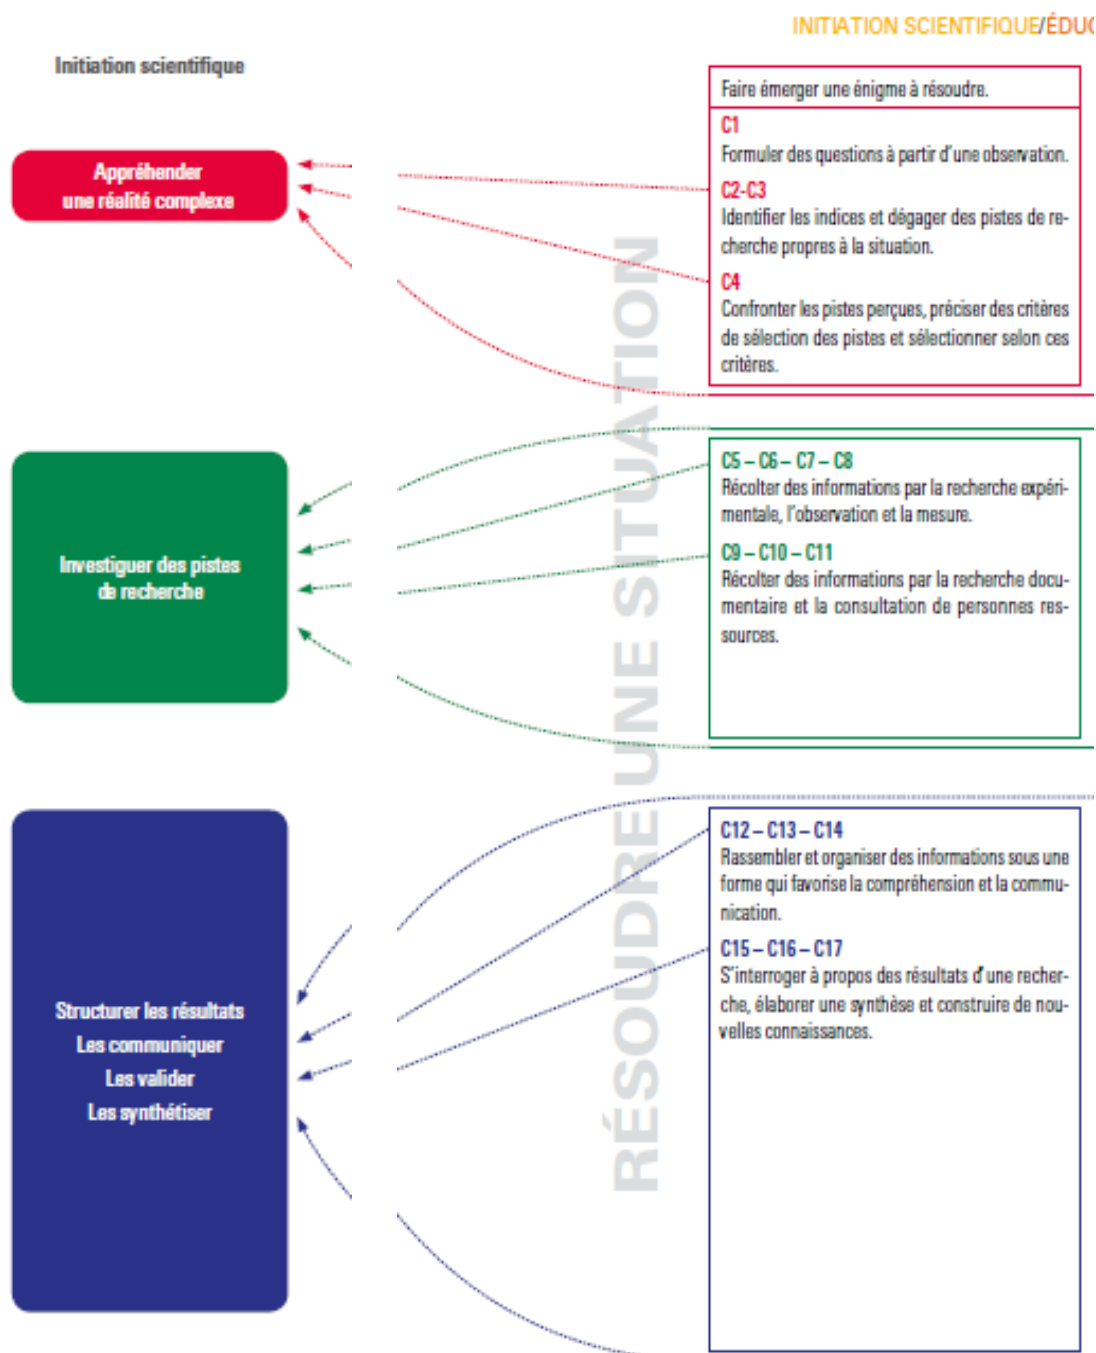 INITIATION SCIENTIFIQUE/ÉDUC
Initiation scientifique
Appréhender
une réalité complexe
Faire émerger une énigme à résoudre.
C1
Formuler des questions à partir d'une observation.
C2-C3
Identifier les indices et dégager des pistes de re-
cherche propres à la situation.
C4
Confronter les pistes perçues, préciser des critères
de sélection des pistes et sélectionner selon ces
critères.
Investiguer des pistes
de recherche
C5 – C6 – C7 – C8
Récolter des informations par la recherche expéri-
mentale, l'observation et la mesure.
C9 – C10 – C11
Récolter des informations par la recherche docu-
mentaire et la consultation de personnes res-
sources.
Structurer les résultats
Les communiquer
Les valider
Les synthétiser
C12 – C13 – C14
Rassembler et organiser des informations sous une
forme qui favorise la compréhension et la commu-
nication.
C15 – C16 – C17
S'interroger à propos des résultats d'une recher-
che, élaborer une synthèse et construire de nou-
velles connaissances.
RÉSOUDRE UNE SITUATION